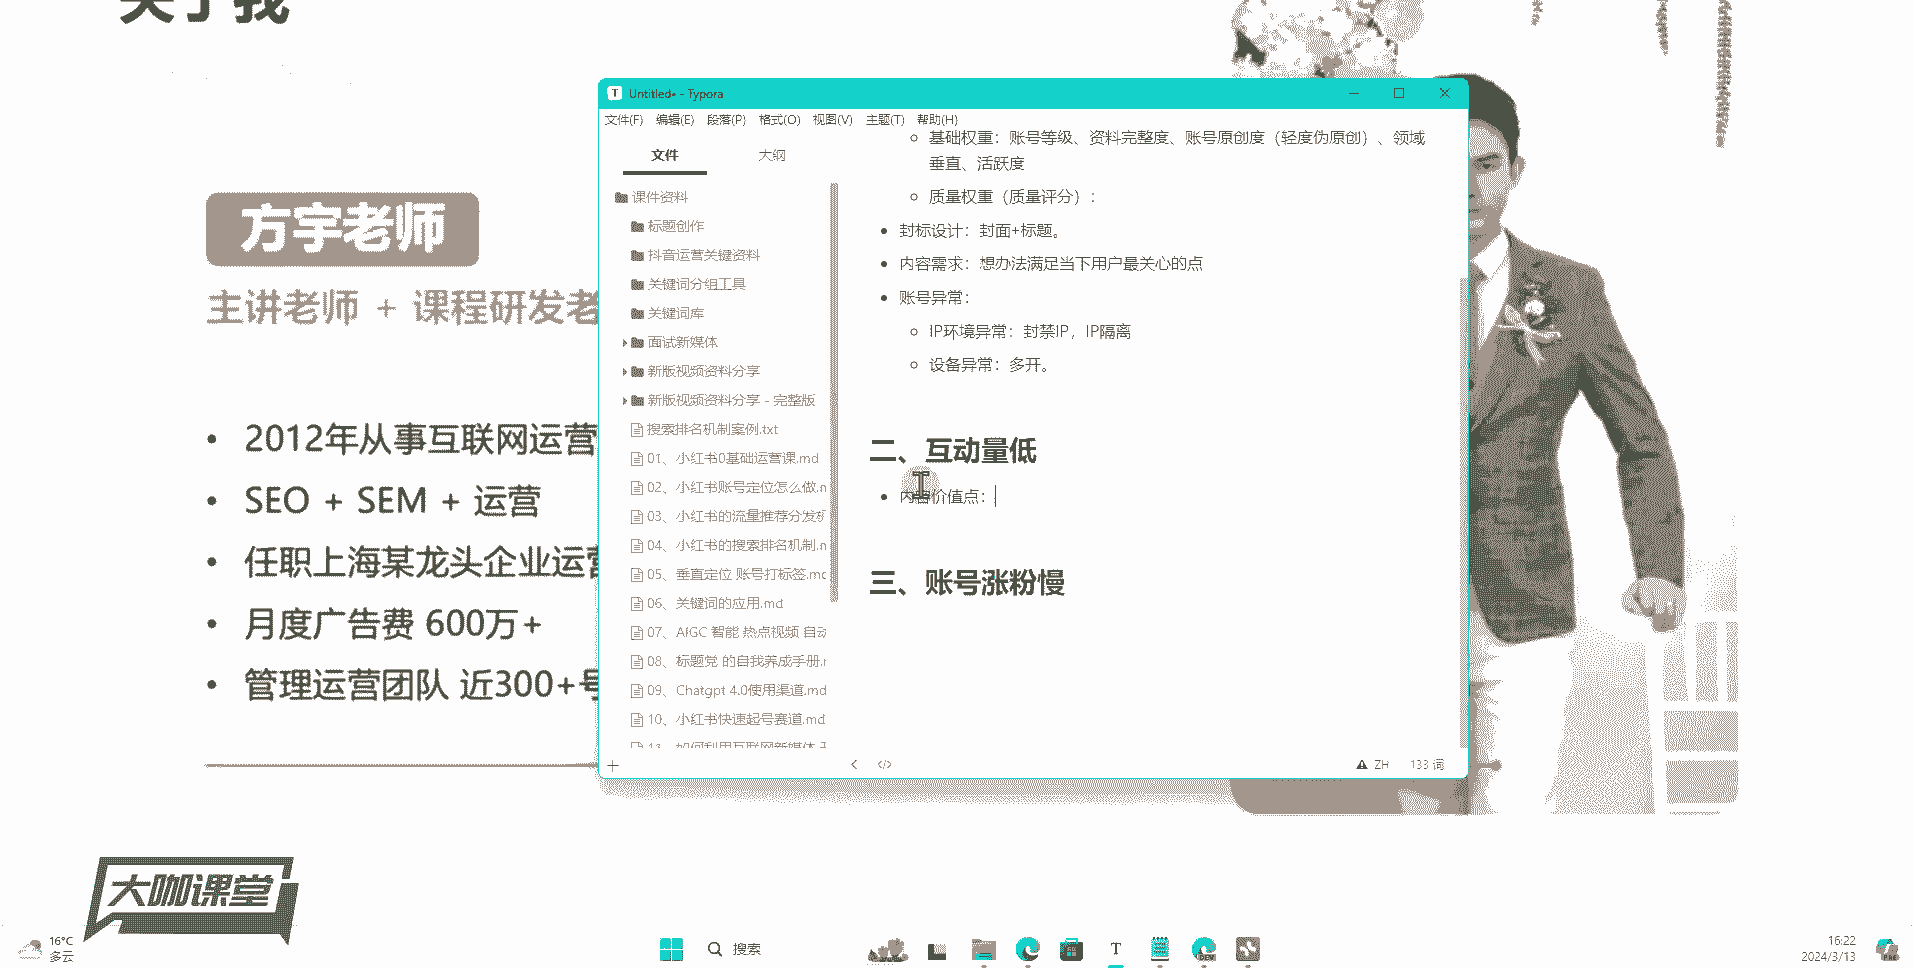 关于我
方宇老师
主讲老师 + 课程研发老
• 2012年从事互联网运营
• SEO + SEM + 运营
• 任职上海某龙头企业运营
• 月度广告费 600万+
• 管理运营团队 近300+号
大咖课堂
Untitled• - Typora
文件(F) 编辑(E) 段落(P) 格式(O) 视图(V) 主题(T) 帮助(H)
文件 大纲
课件资料
标题创作
抖音运营关键资料
关键词分组工具
关键词库
面试新媒体
新版视频资料分享
新版视频资料分享 - 完整版
搜索排名机制案例.txt
01、小红书0基础运营课.md
02、小红书账号定位怎么做.n
03、小红书的流量推荐分发机
04、小红书的搜索排名机制.n
05、垂直定位 账号打标签.mc
06、关键词的应用.md
07、AIGC 智能 热点视频 自动
08、标题党 的自我养成手册.r
09、Chatgpt 4.0使用渠道.md
10、小红书快速起号赛道.md
11、如何利用互联网新媒体
基础权重：账号等级、资料完整度、账号原创度（轻度伪原创）、领域
垂直、活跃度
质量权重（质量评分）：
封标设计：封面+标题。
内容需求：想办法满足当下用户最关心的点
账号异常：
IP环境异常：封禁IP，IP隔离
设备异常：多开。
二、互动量低
内容价值点：
三、账号涨粉慢
ZH 133 词
16°C
多云
搜索
16:22
2024/3/13